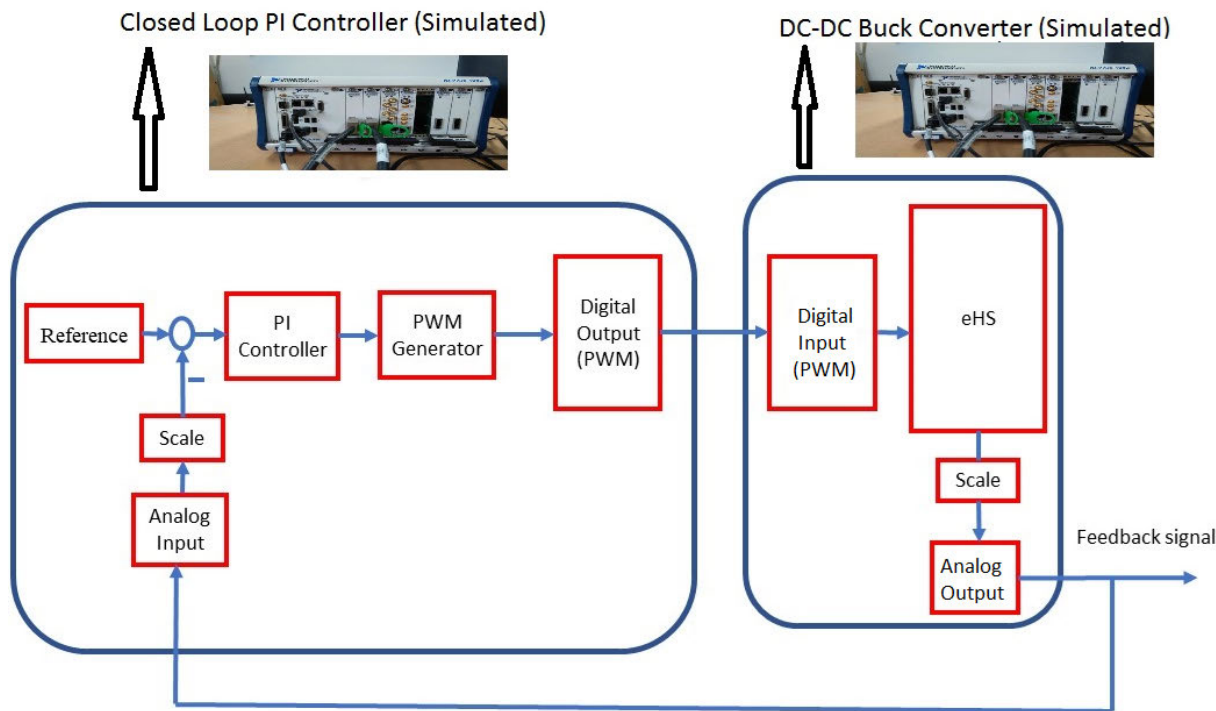 Closed Loop PI Controller (Simulated)
DC-DC Buck Converter (Simulated)
Reference
PI
Controller
PWM
Generator
Digital
Output
(PWM)
Scale
Analog
Input
Digital
Input
(PWM)
eHS
Scale
Analog
Output
Feedback signal